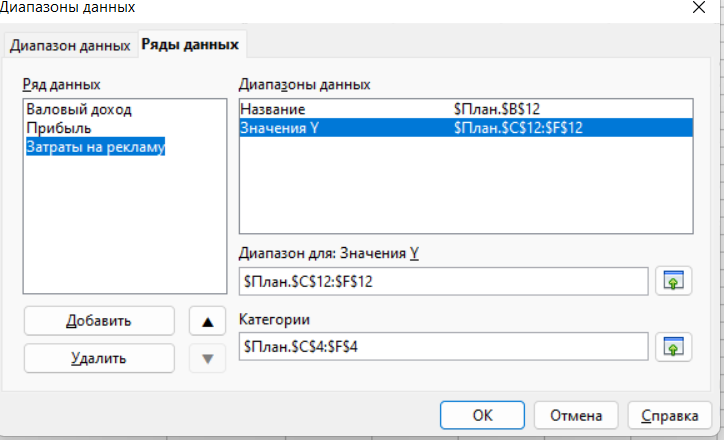 Диапазоны данных
Диапазон данных
Ряды данных
Ряд данных
Валовый доход
Прибыль
Затраты на рекламу
Диапазоны данных
Название $План.$B$12
Значения Y $План.$C$12:$F$12
Диапазон для: Значения Y
$План.$C$12:$F$12
Добавить
Удалить
Категории
$План.$C$4:$F$4
ОК
Отмена
Справка